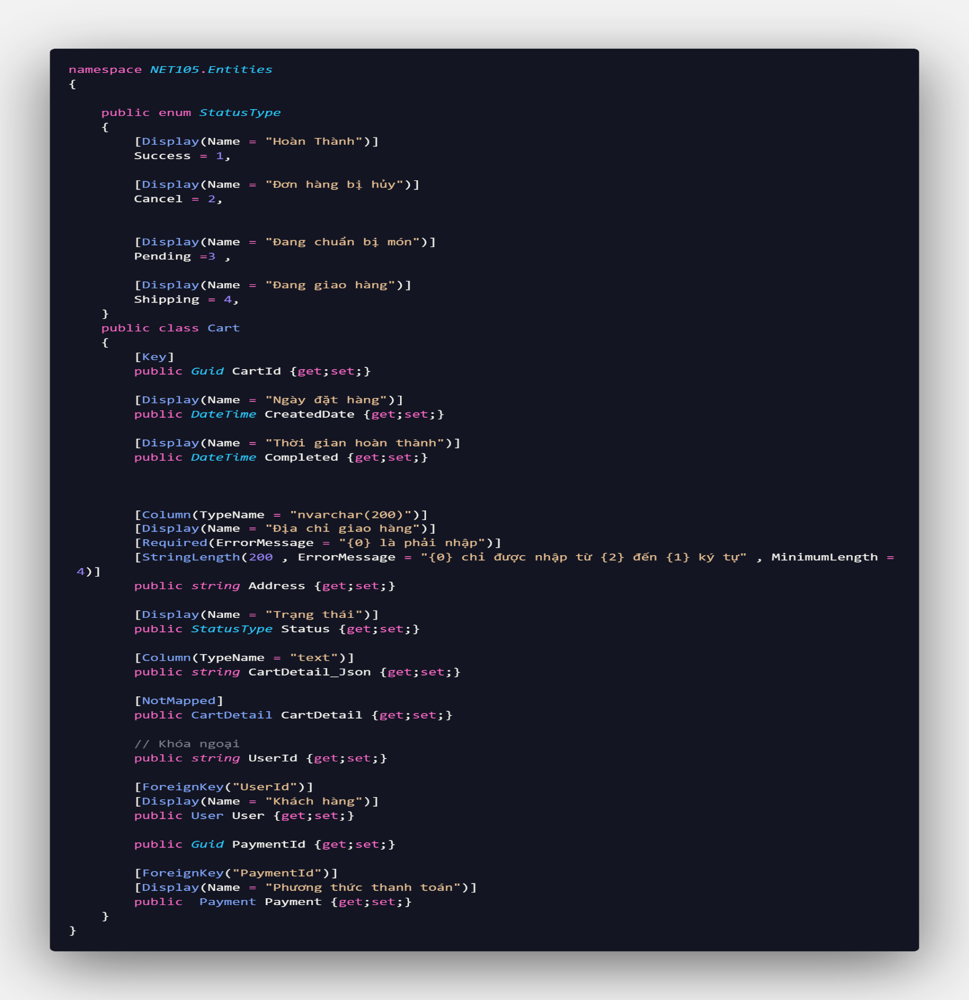 namespace NET105.Entities
{
public enum StatusType
{
[Display(Name = "Hoàn Thành")]
Success = 1,
[Display(Name = "Đơn hàng bị hủy")]
Cancel = 2,
[Display(Name = "Đang chuẩn bị món")]
Pending =3 ,
[Display(Name = "Đang giao hàng")]
Shipping = 4,
}
public class Cart
{
[Key]
public Guid CartId {get;set;}
[Display(Name = "Ngày đặt hàng")]
public DateTime CreatedDate {get;set;}
[Display(Name = "Thời gian hoàn thành")]
public DateTime Completed {get;set;}
[Column(TypeName = "nvarchar(200)")]
[Display(Name = "Địa chỉ giao hàng")]
[Required(ErrorMessage = "{0} là phải nhập")]
[StringLength(200 , ErrorMessage = "{0} chỉ được nhập từ {2} đến {1} ký tự" , MinimumLength =
4)]
public string Address {get;set;}
[Display(Name = "Trạng thái")]
public StatusType Status {get;set;}
[Column(TypeName = "text")]
public string CartDetail_Json {get;set;}
[NotMapped]
public CartDetail CartDetail {get;set;}
// Khóa ngoại
public string UserId {get;set;}
[ForeignKey("UserId")]
[Display(Name = "Khách hàng")]
public User User {get;set;}
public Guid PaymentId {get;set;}
[ForeignKey("PaymentId")]
[Display(Name = "Phương thức thanh toán")]
public  Payment Payment {get;set;}
}
}